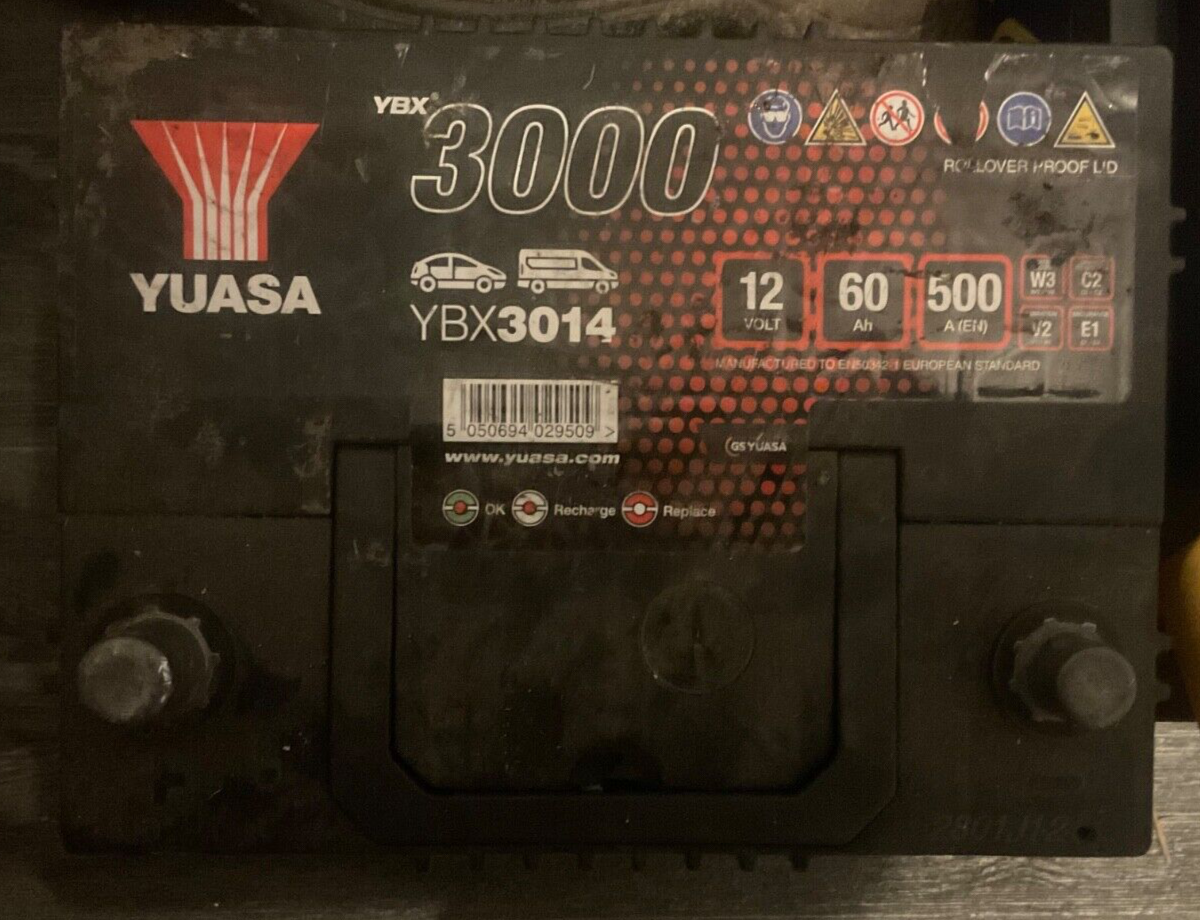 YBX
3000
YUASA
ROLLOVER PROOF LID
YBX3014
12 VOLT
60 Ah
500 A (EN)
W3
C2
V2
E1
MANUFACTURED TO EN50342-1 EUROPEAN STANDARD
5 050694 029509 >
GS YUASA
www.yuasa.com
OK Recharge Replace